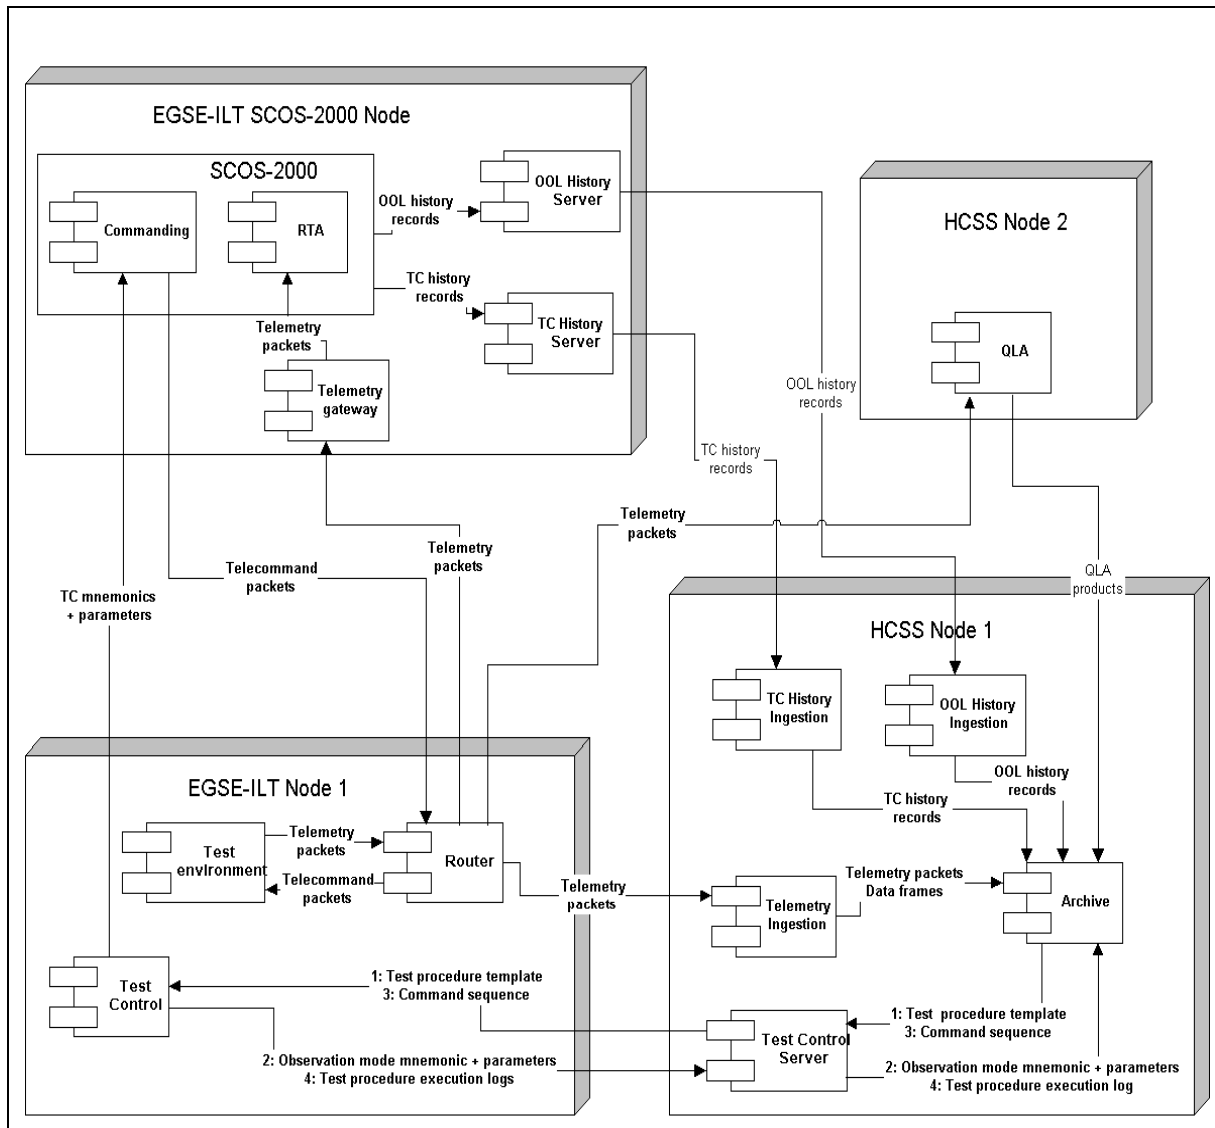 EGSE-ILT SCOS-2000 Node
SCOS-2000
Commanding
RTA
OOL history
records
OOL History
Server
TC history
records
TC History
Server
Telemetry
packets
Telemetry
gateway
HCSS Node 2
QLA
OOL history
records
TC history
records
Telemetry
packets
Telemetry
packets
Telecommand
packets
TC mnemonics
+ parameters
QLA
products
HCSS Node 1
TC History
Ingestion
OOL History
Ingestion
OOL history
records
TC history
records
EGSE-ILT Node 1
Test
environment
Telemetry
packets
Telecommand
packets
Router
Telemetry
packets
Telemetry
Ingestion
Telemetry packets
Data frames
Archive
Test
Control
1: Test procedure template
3: Command sequence
2: Observation mode mnemonic + parameters
4: Test procedure execution logs
Test Control
Server
1: Test procedure template
3: Command sequence
2: Observation mode mnemonic + parameters
4: Test procedure execution log